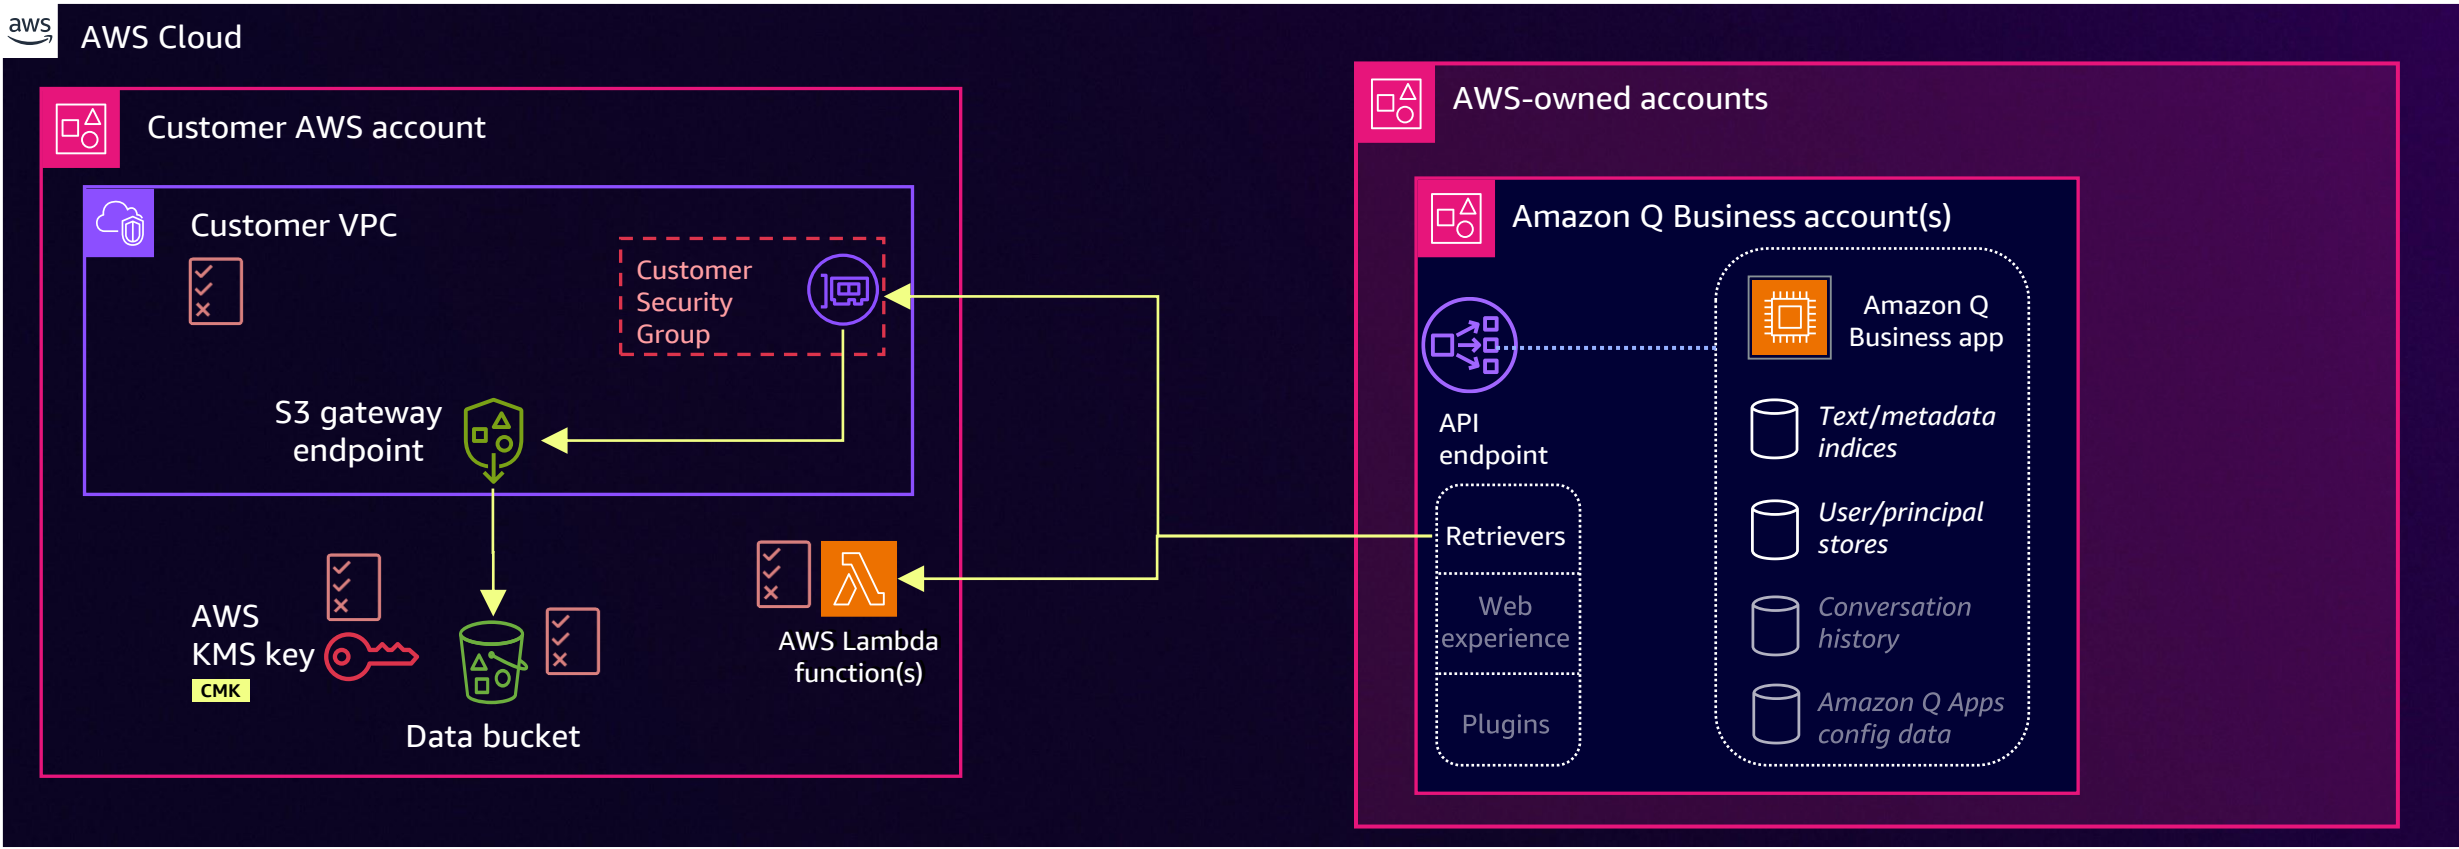 aws
AWS Cloud
Customer AWS account
Customer VPC
Customer
Security
Group
S3 gateway
endpoint
AWS
KMS key
CMK
Data bucket
AWS Lambda
function(s)
AWS-owned accounts
Amazon Q Business account(s)
API
endpoint
Retrievers
Web
experience
Plugins
Amazon Q
Business app
Text/metadata
indices
User/principal
stores
Conversation
history
Amazon Q Apps
config data